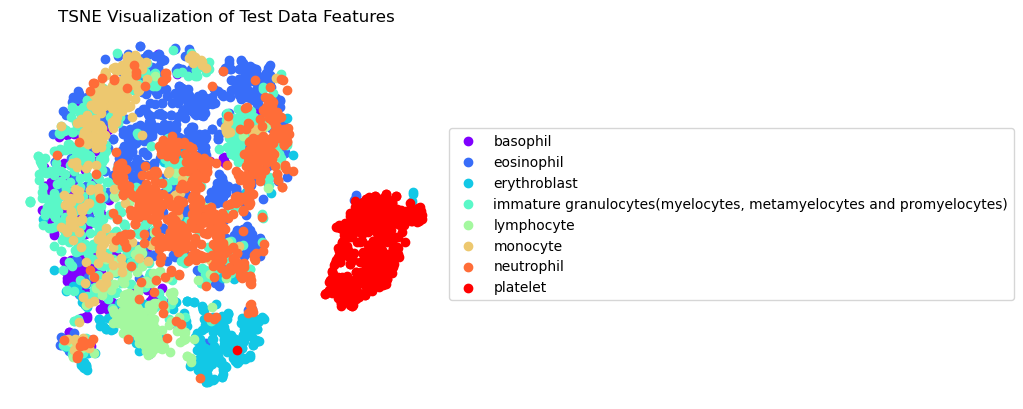 TSNE Visualization of Test Data Features
basophil
eosinophil
erythroblast
immature granulocytes(myelocytes, metamyelocytes and promyelocytes)
lymphocyte
monocyte
neutrophil
platelet